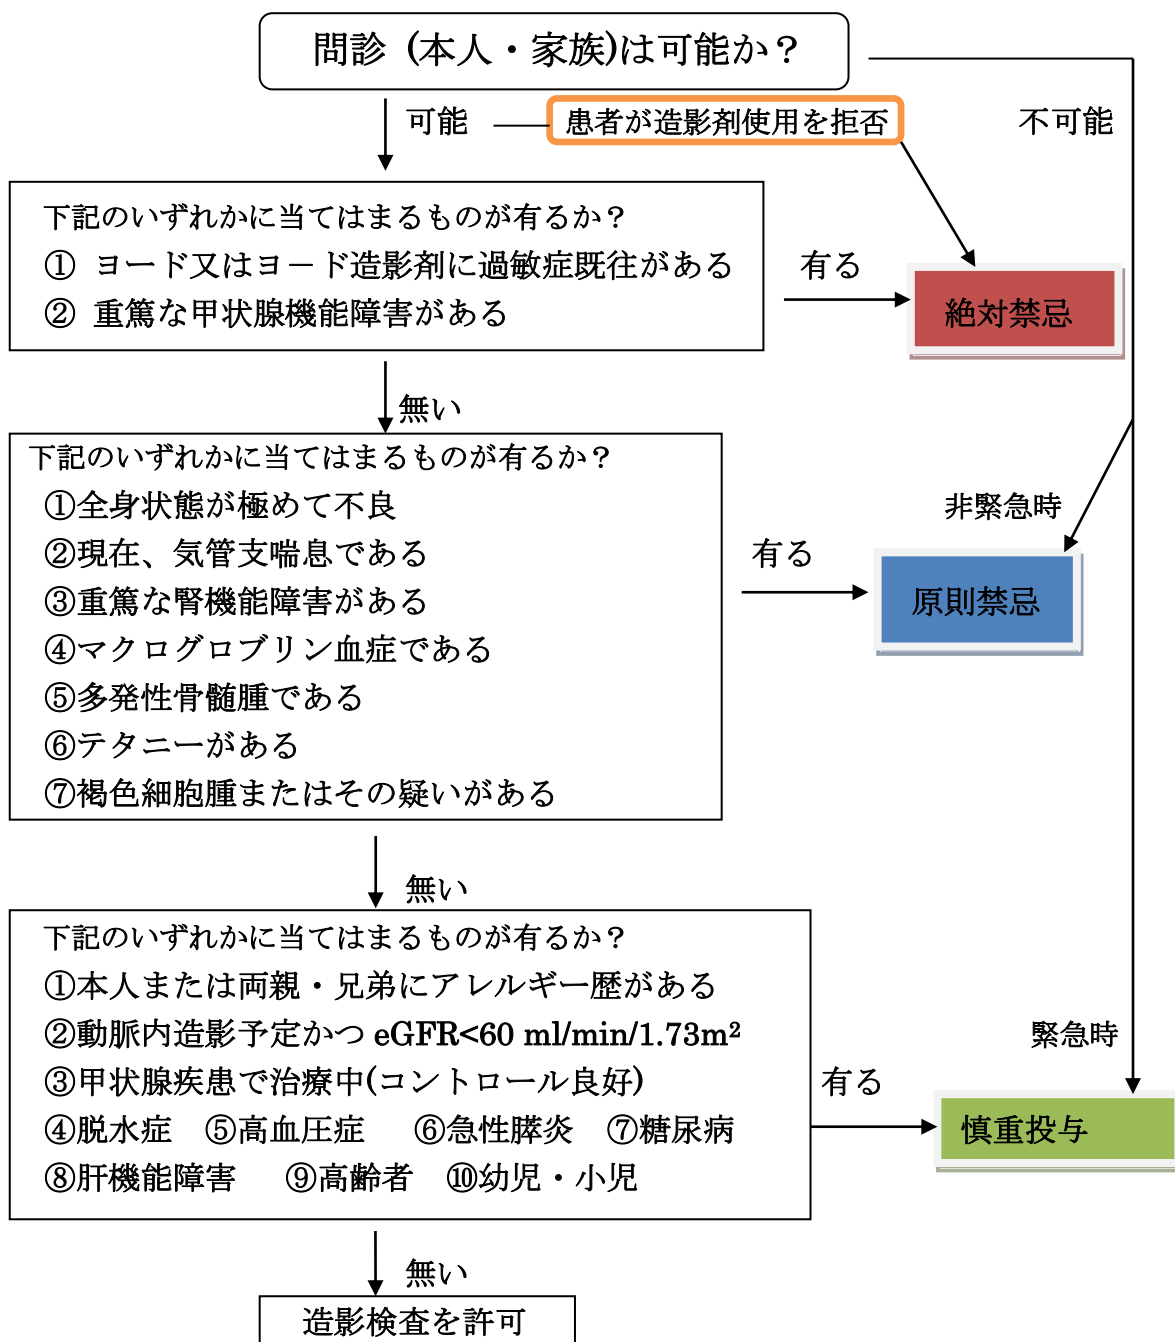 問診 (本人・家族)は可能か？
可能
患者が造影剤使用を拒否
不可能
下記のいずれかに当てはまるものが有るか？
① ヨード又はヨード造影剤に過敏症既往がある
② 重篤な甲状腺機能障害がある
有る
絶対禁忌
無い
下記のいずれかに当てはまるものが有るか？
①全身状態が極めて不良
②現在、気管支喘息である
③重篤な腎機能障害がある
④マクログロブリン血症である
⑤多発性骨髄腫である
⑥テタニーがある
⑦褐色細胞腫またはその疑いがある
有る
非緊急時
原則禁忌
無い
下記のいずれかに当てはまるものが有るか？
①本人または両親・兄弟にアレルギー歴がある
②動脈内造影予定かつ eGFR<60 ml/min/1.73m²
③甲状腺疾患で治療中(コントロール良好)
④脱水症 ⑤高血圧症 ⑥急性膵炎 ⑦糖尿病
⑧肝機能障害 ⑨高齢者 ⑩幼児・小児
有る
緊急時
慎重投与
無い
造影検査を許可